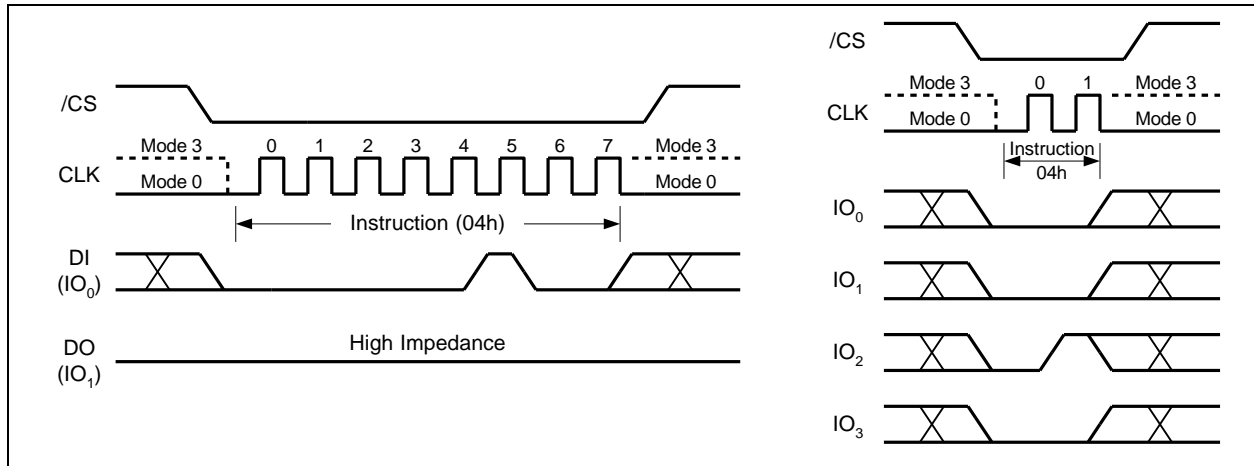 /CS
Mode 3 0 1 2 3 4 5 6 7 Mode 3
CLK
Mode 0 Mode 0
Instruction (04h)
DI
(IO0)
High Impedance
DO
(IO1)
/CS
Mode 3 0 1 Mode 3
CLK
Mode 0 Mode 0
Instruction
04h
IO0
IO1
IO2
IO3